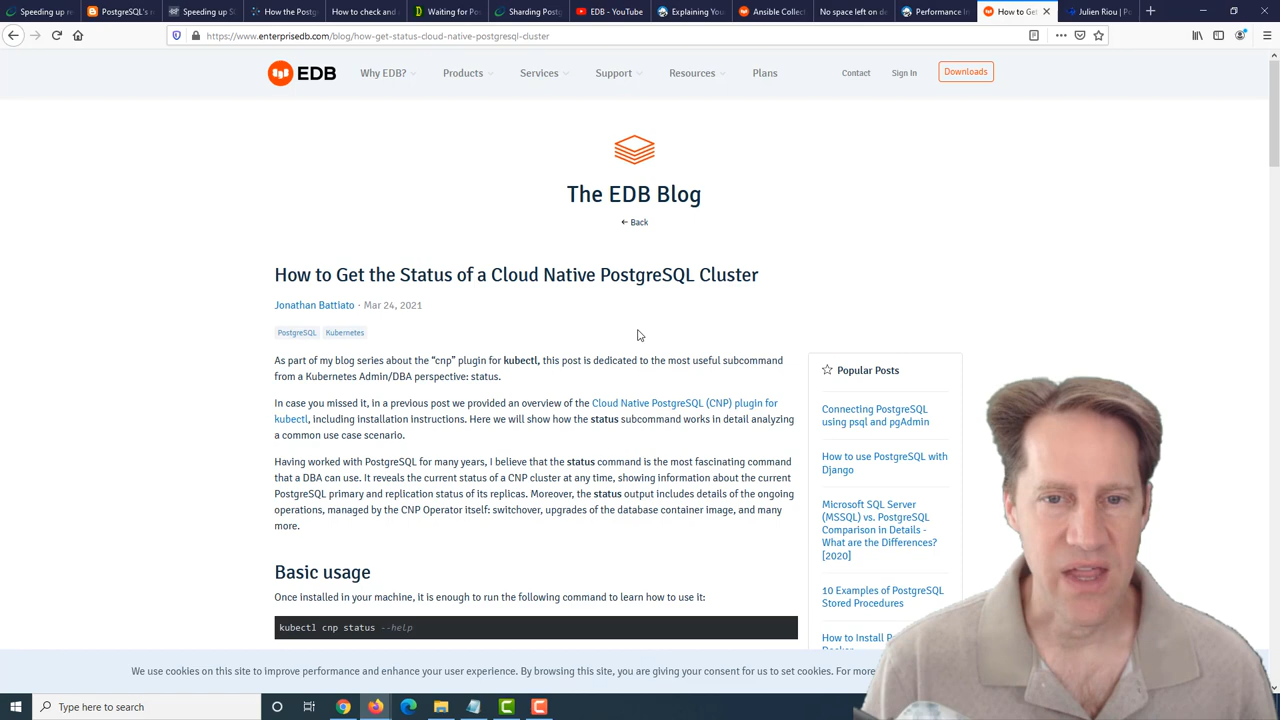 Speeding up re
PostgreSQL's r
Speeding up S
How the Postg
How to check and
Waiting for Pos
Sharding Postg
EDB - YouTube
Explaining You
Ansible Collect
No space left on de
Performance In
How to Get
Julien Riou | Po
https://www.enterprisedb.com/blog/how-get-status-cloud-native-postgresql-cluster
EDB
Why EDB?
Products
Services
Support
Resources
Plans
Contact
Sign In
Downloads
The EDB Blog
← Back
How to Get the Status of a Cloud Native PostgreSQL Cluster
Jonathan Battiato · Mar 24, 2021
PostgreSQL
Kubernetes
As part of my blog series about the “cnp” plugin for kubectl, this post is dedicated to the most useful subcommand
from a Kubernetes Admin/DBA perspective: status.
In case you missed it, in a previous post we provided an overview of the Cloud Native PostgreSQL (CNP) plugin for
kubectl, including installation instructions. Here we will show how the status subcommand works in detail analyzing
a common use case scenario.
Having worked with PostgreSQL for many years, I believe that the status command is the most fascinating command
that a DBA can use. It reveals the current status of a CNP cluster at any time, showing information about the current
PostgreSQL primary and replication status of its replicas. Moreover, the status output includes details of the ongoing
operations, managed by the CNP Operator itself: switchover, upgrades of the database container image, and many
more.
Basic usage
Once installed in your machine, it is enough to run the following command to learn how to use it:
kubectl cnp status --help
Popular Posts
Connecting PostgreSQL
using psql and pgAdmin
How to use PostgreSQL with
Django
Microsoft SQL Server
(MSSQL) vs. PostgreSQL
Comparison in Details -
What are the Differences?
[2020]
10 Examples of PostgreSQL
Stored Procedures
How to Install P
We use cookies on this site to improve performance and enhance your user experience. By browsing this site, you are giving your consent for us to set cookies. For more
Type here to search